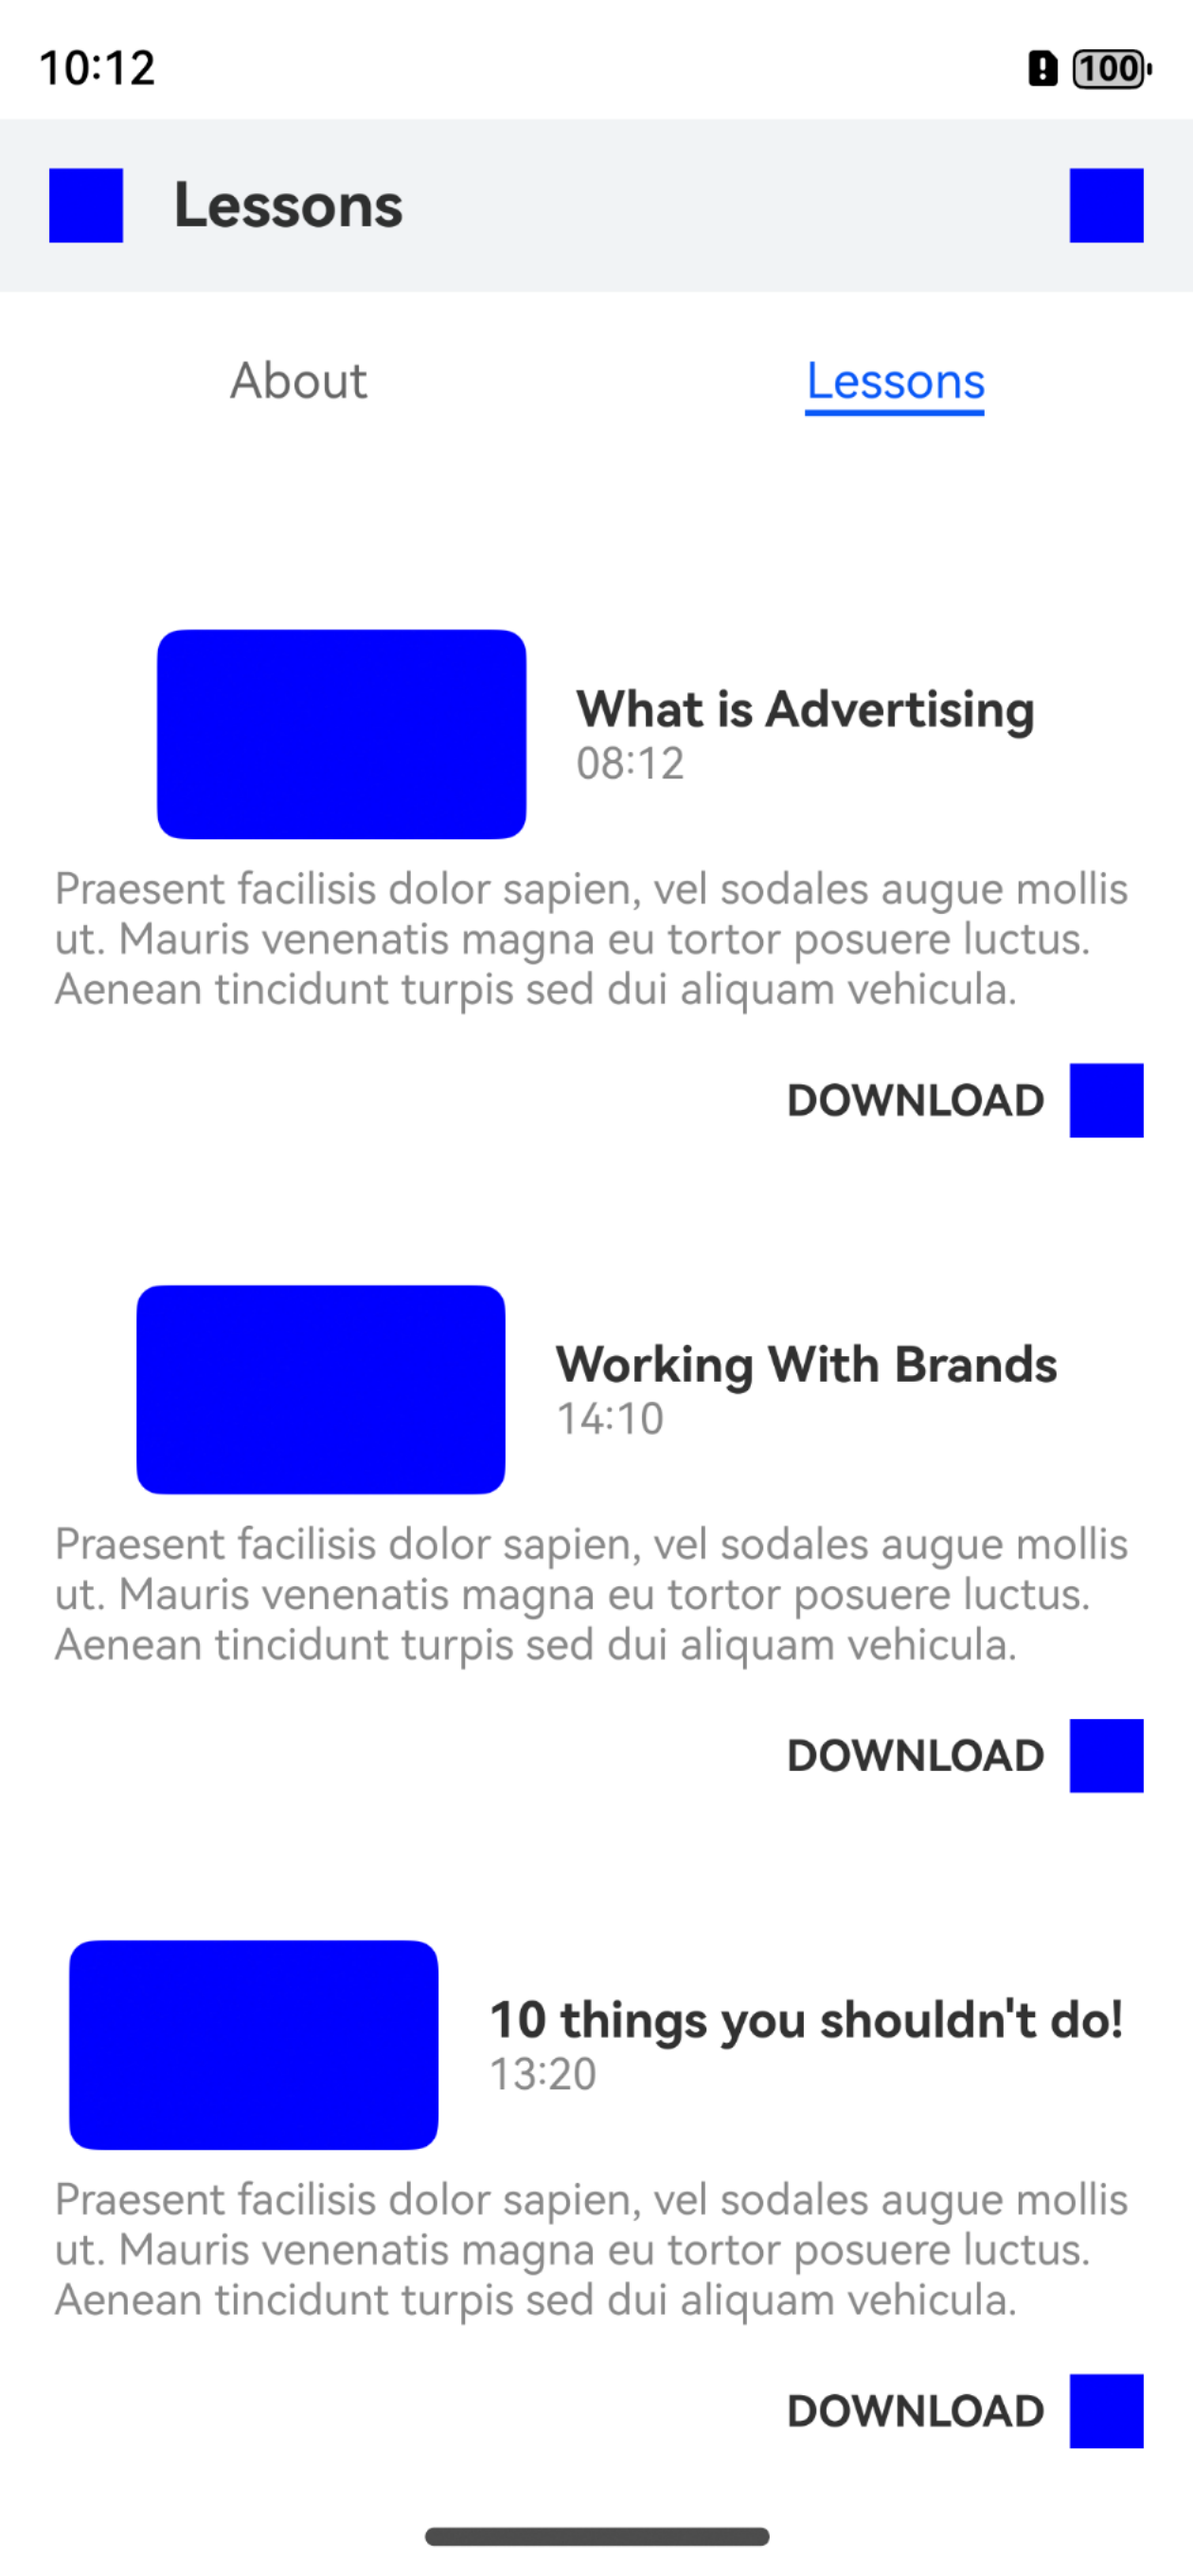 10:12
100
Lessons
About
Lessons
What is Advertising
08:12
Praesent facilisis dolor sapien, vel sodales augue mollis
ut. Mauris venenatis magna eu tortor posuere luctus.
Aenean tincidunt turpis sed dui aliquam vehicula.
DOWNLOAD
Working With Brands
14:10
Praesent facilisis dolor sapien, vel sodales augue mollis
ut. Mauris venenatis magna eu tortor posuere luctus.
Aenean tincidunt turpis sed dui aliquam vehicula.
DOWNLOAD
10 things you shouldn't do!
13:20
Praesent facilisis dolor sapien, vel sodales augue mollis
ut. Mauris venenatis magna eu tortor posuere luctus.
Aenean tincidunt turpis sed dui aliquam vehicula.
DOWNLOAD